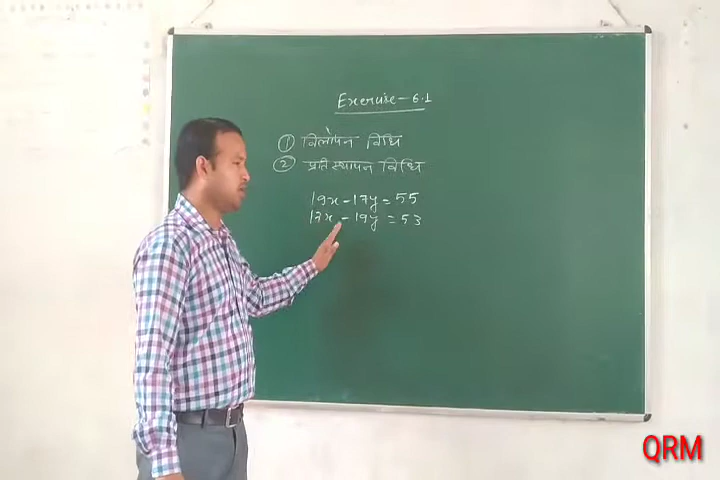 Exercise - 6.1
① विलोपन विधि
② प्रतिस्थापन विधि
19x - 17y = 55
17x - 19y = 53
QRM